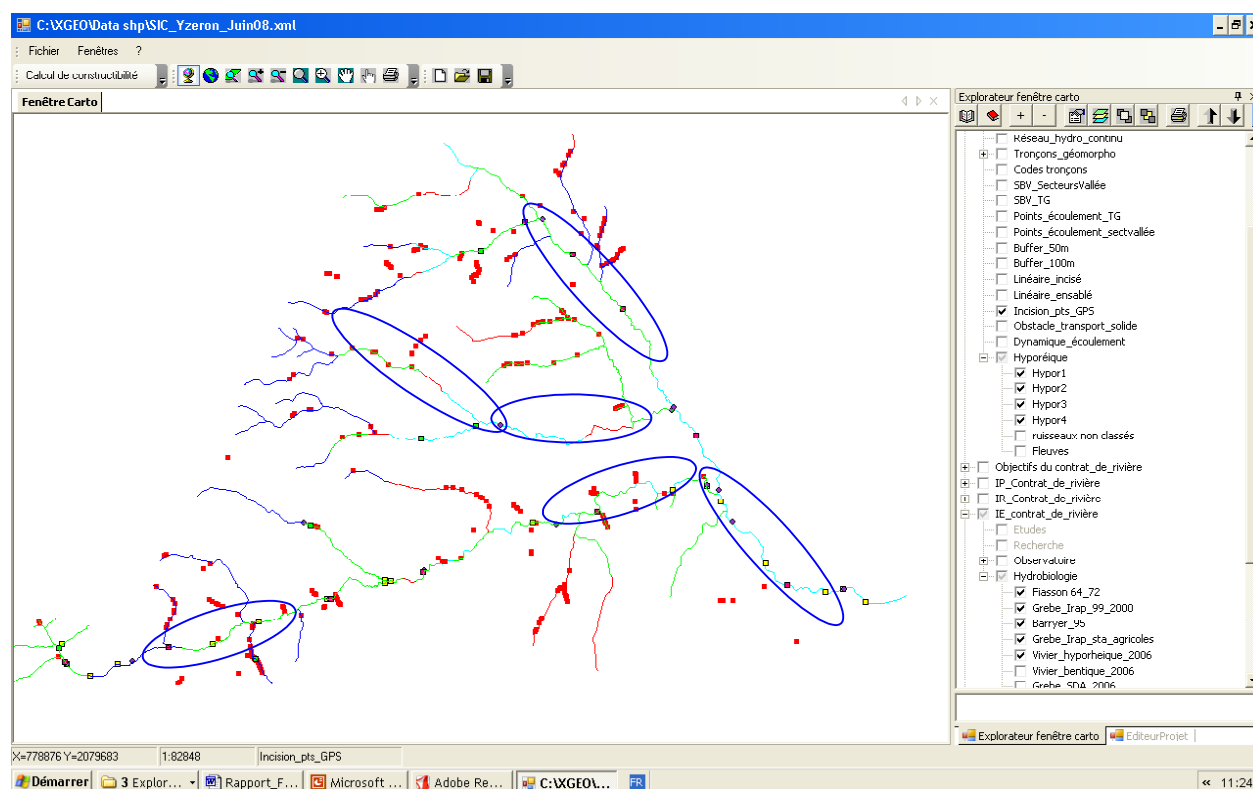 C:\XGEO\Data shp\SIC_Yzeron_Juin08.xml
Fichier Fenêtres ?
Calcul de constructibilité
Fenêtre Carto
Explorateur fenêtre carto
Réseau_hydro_continu
Tronçons_géomorpho
Codes tronçons
SBV_SecteursVallée
SBV_TG
Points_écoulement_TG
Points_écoulement_sectvallée
Buffer_50m
Buffer_100m
Linéaire_incisé
Linéaire_ensablé
Incision_pts_GPS
Obstacle_transport_solide
Dynamique_écoulement
Hyporéique
Hypor1
Hypor2
Hypor3
Hypor4
ruisseaux non classés
Fleuves
Objectifs du contrat_de_rivière
IP_Contrat_de_rivière
IR_Contrat_de_rivière
IE_contrat_de_rivière
Etudes
Recherche
Observatoire
Hydrobiologie
Flasson 64_72
Grebe_Irap_99_2000
Barryer_95
Grebe_Irap_sta_agricoles
Vivier_hyporheique_2006
Vivier_bentique_2006
Grebe_SDA_2006
Explorateur fenêtre carto EditeurProjet
X=778876 Y=2079683 1:82848 Incision_pts_GPS
Démarrer 3 Explor... Rapport_F... Microsoft ... Adobe Re... C:\XGEO\... FR « 11:24